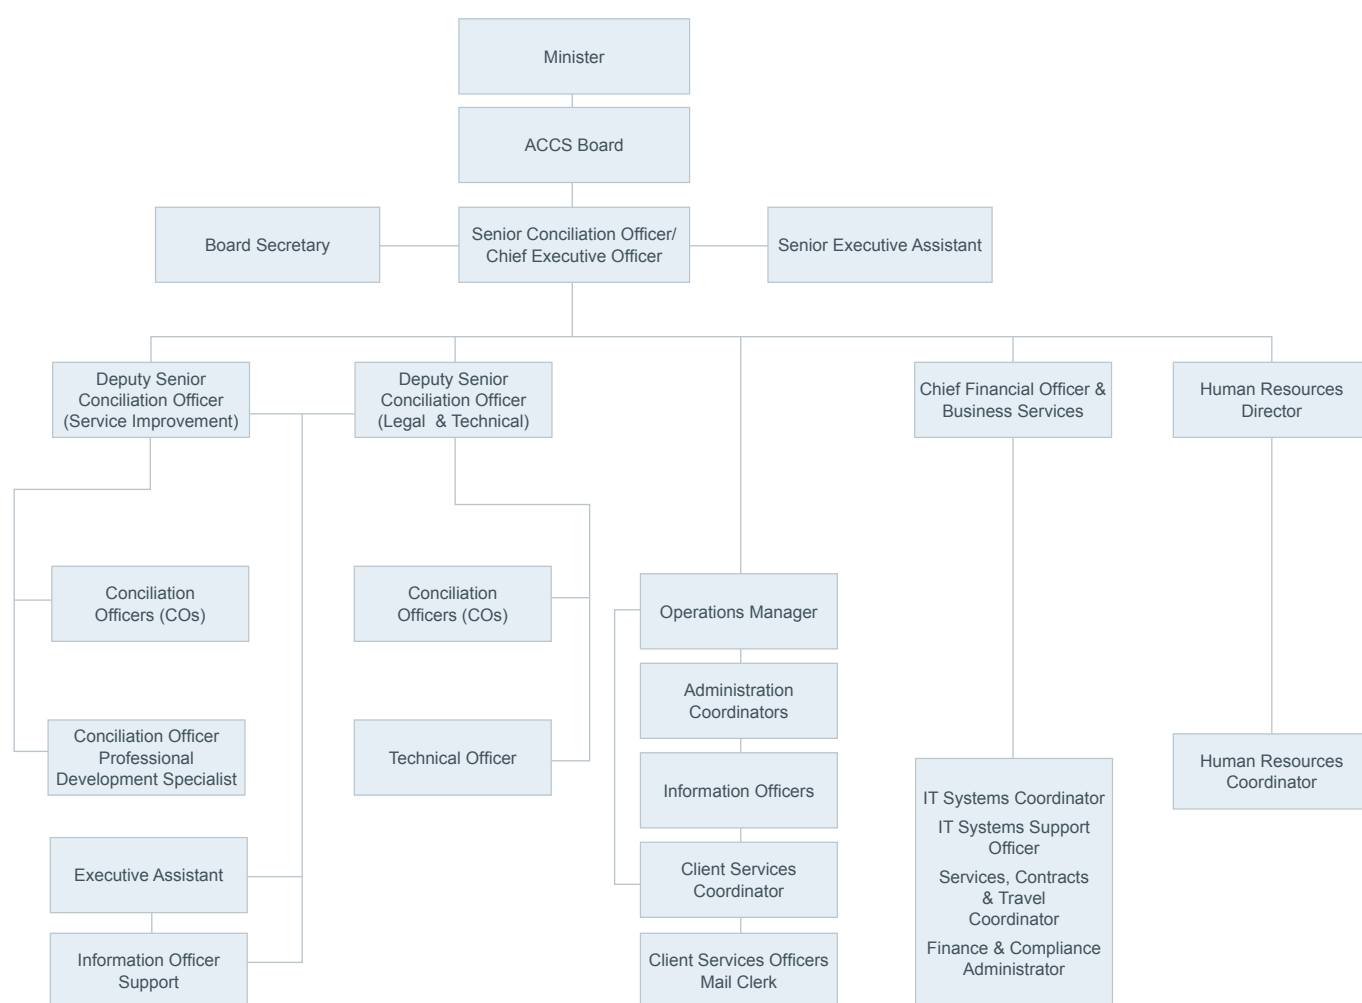 Minister
ACCS Board
Board Secretary
Senior Conciliation Officer/
Chief Executive Officer
Senior Executive Assistant
Deputy Senior
Conciliation Officer
(Service Improvement)
Deputy Senior
Conciliation Officer
(Legal & Technical)
Chief Financial Officer &
Business Services
Human Resources
Director
Conciliation
Officers (COs)
Conciliation
Officers (COs)
Operations Manager
Administration
Coordinators
Conciliation Officer
Professional
Development Specialist
Technical Officer
Information Officers
Human Resources
Coordinator
IT Systems Coordinator
IT Systems Support
Officer
Services, Contracts
& Travel
Coordinator
Finance & Compliance
Administrator
Executive Assistant
Client Services
Coordinator
Information Officer
Support
Client Services Officers
Mail Clerk